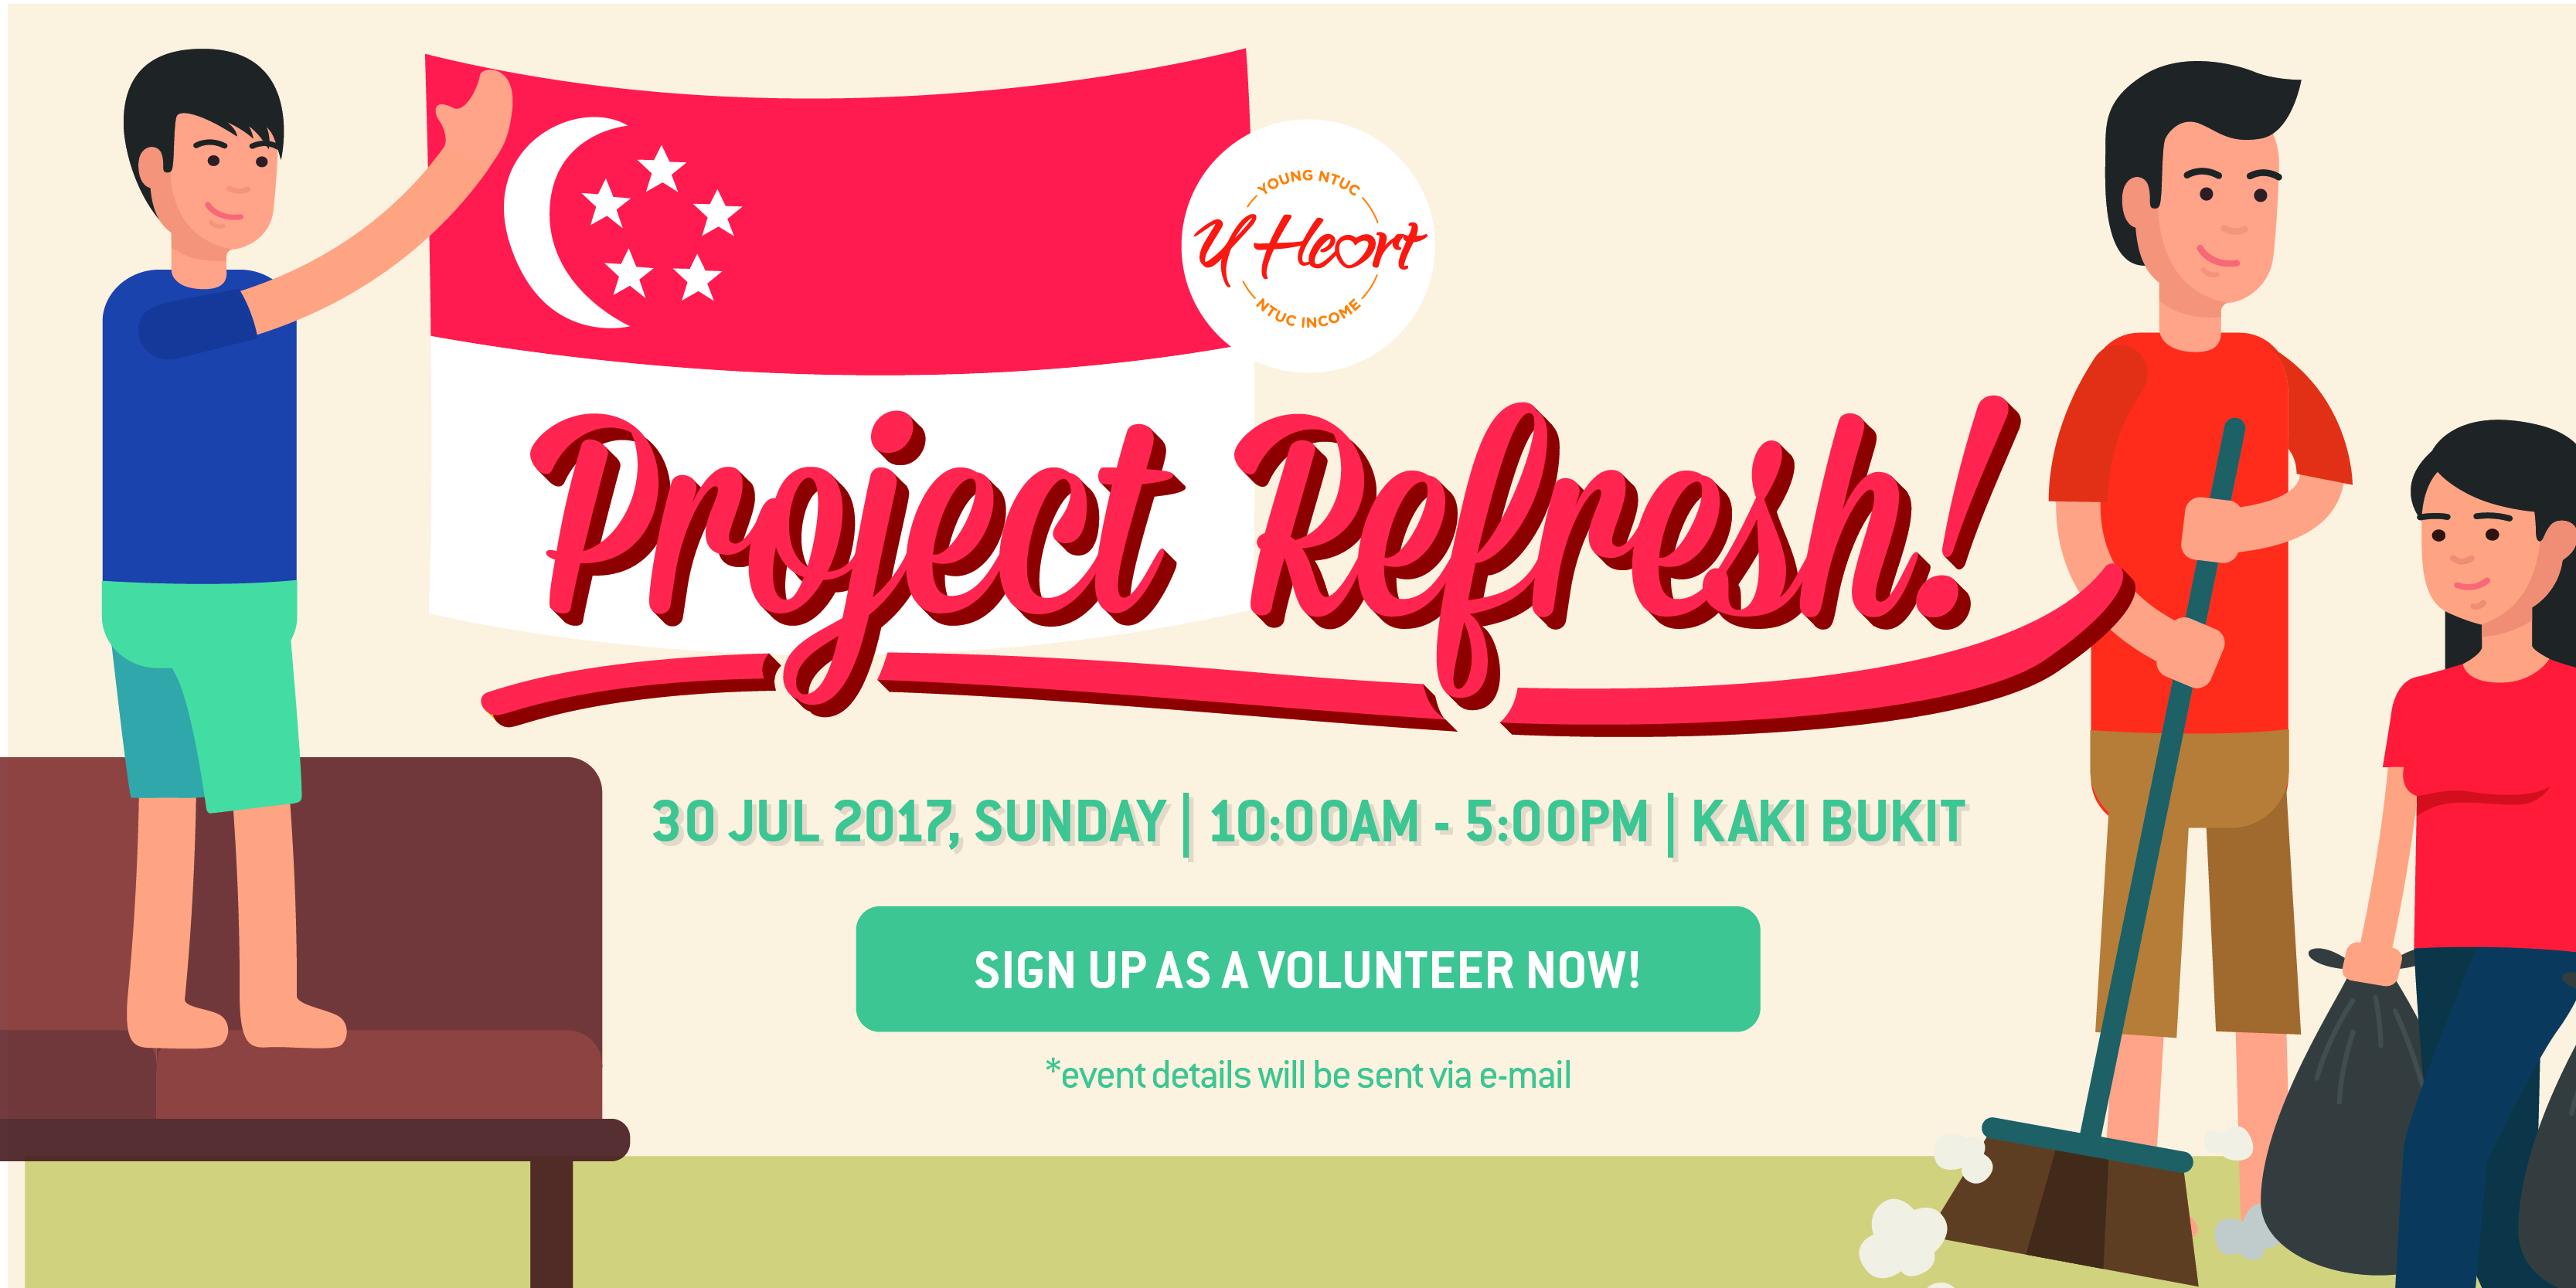 YOUNG NTUC
U Heart
NTUC INCOME
Project Refresh!
30 JUL 2017, SUNDAY | 10:00AM - 5:00PM | KAKI BUKIT
SIGN UP AS A VOLUNTEER NOW!
*event details will be sent via e-mail